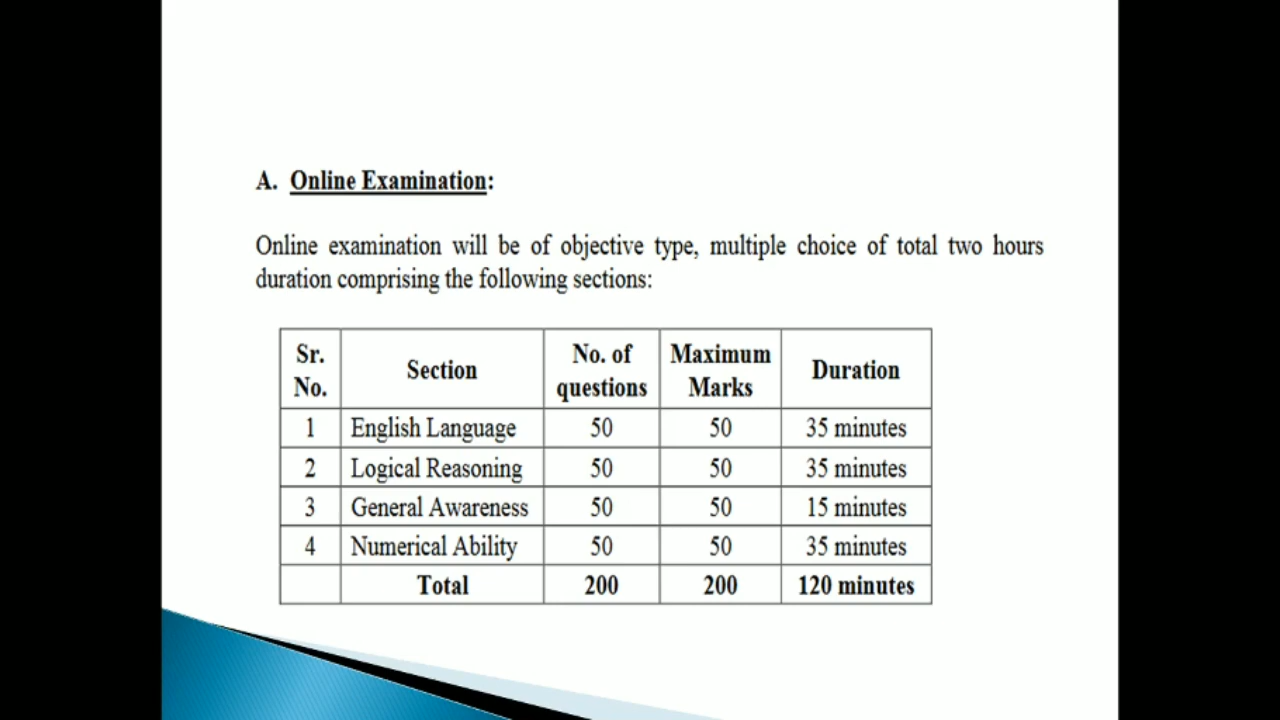 A. Online Examination:
Online examination will be of objective type, multiple choice of total two hours
duration comprising the following sections:
Sr. No. Section No. of questions Maximum Marks Duration
1 English Language 50 50 35 minutes
2 Logical Reasoning 50 50 35 minutes
3 General Awareness 50 50 15 minutes
4 Numerical Ability 50 50 35 minutes
Total 200 200 120 minutes